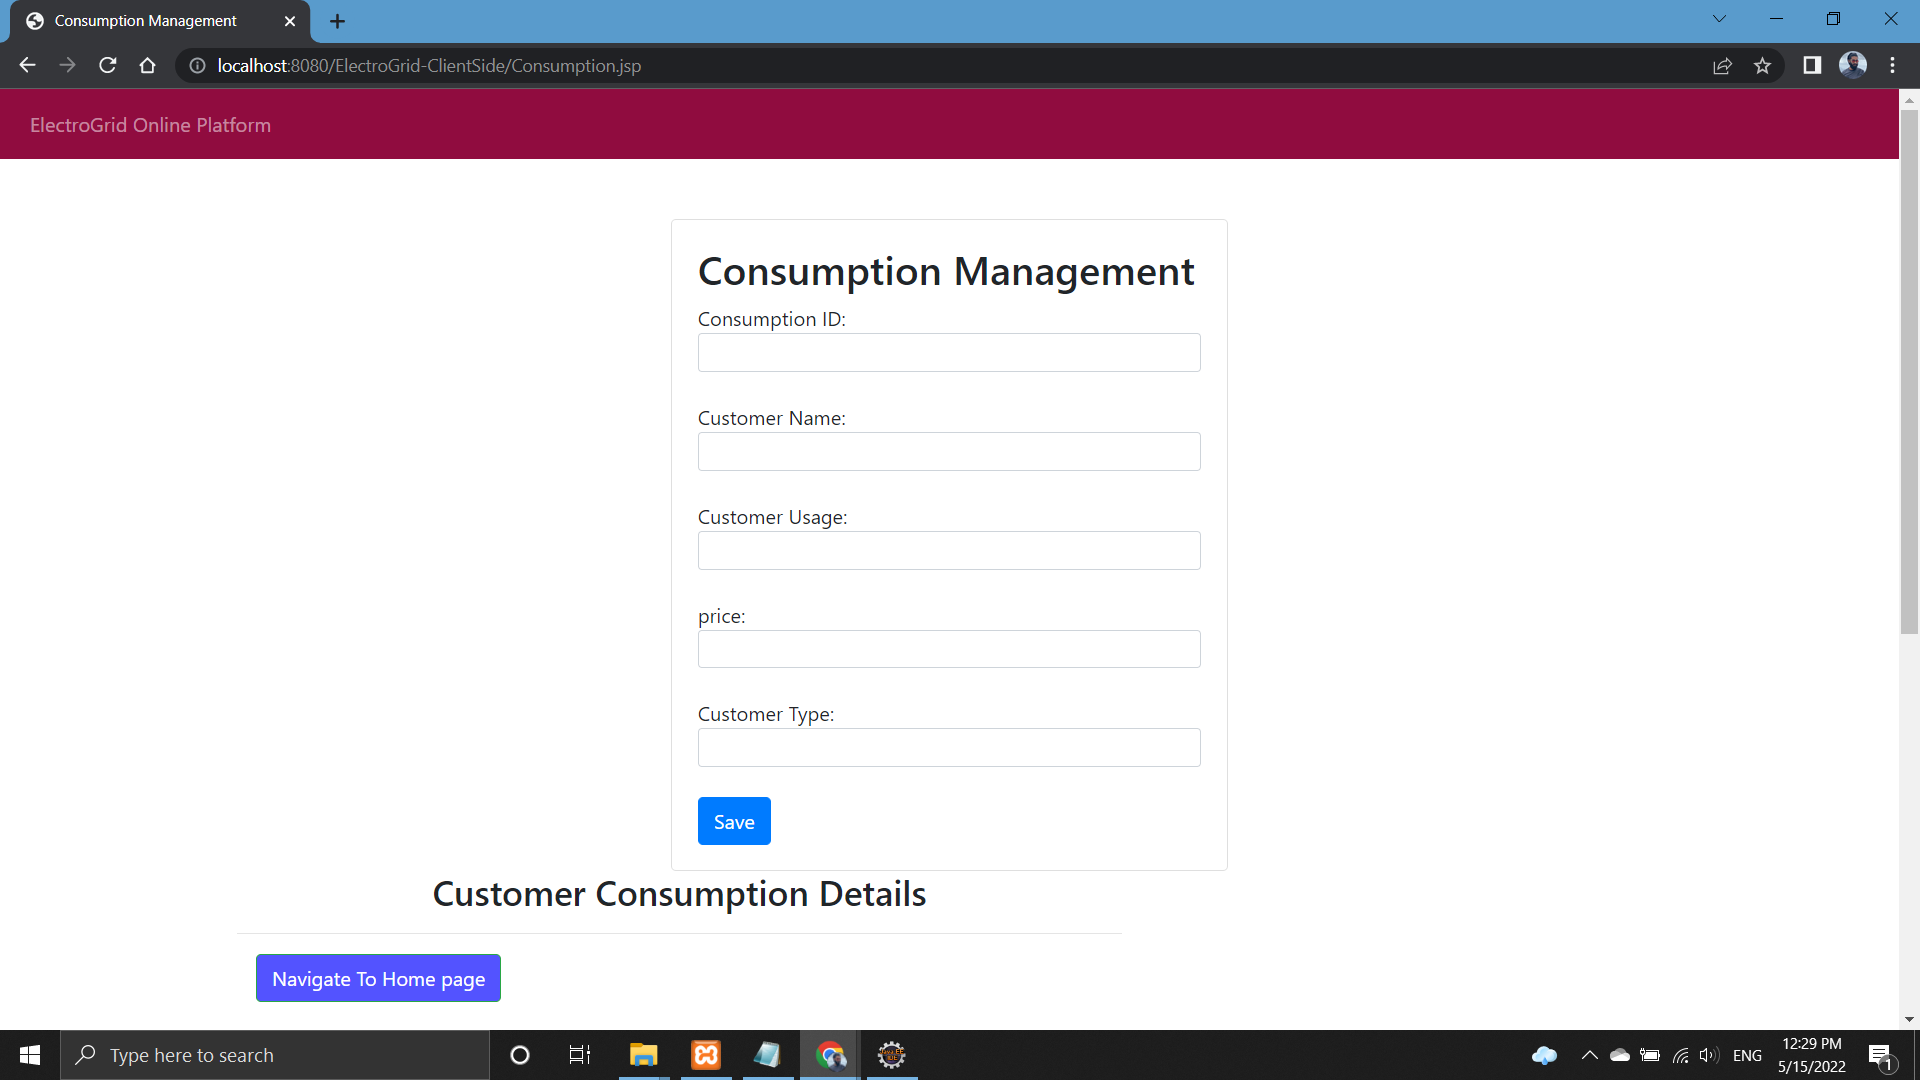 Consumption Management
localhost:8080/ElectroGrid-ClientSide/Consumption.jsp
ElectroGrid Online Platform
Consumption Management
Consumption ID:
Customer Name:
Customer Usage:
price:
Customer Type:
Save
Customer Consumption Details
Navigate To Home page
Type here to search
ENG
12:29 PM
5/15/2022
1